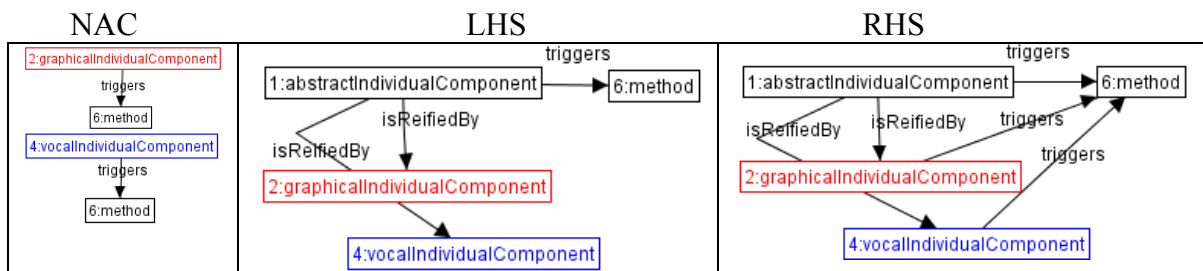 NAC
LHS
RHS
2:graphicalIndividualComponent
triggers
6:method
4:vocalIndividualComponent
triggers
6:method
triggers
1:abstractIndividualComponent
6:method
isReifiedBy
isReifiedBy
2:graphicalIndividualComponent
4:vocalIndividualComponent
triggers
1:abstractIndividualComponent
6:method
isReifiedBy
isReifiedBy
triggers
triggers
2:graphicalIndividualComponent
4:vocalIndividualComponent